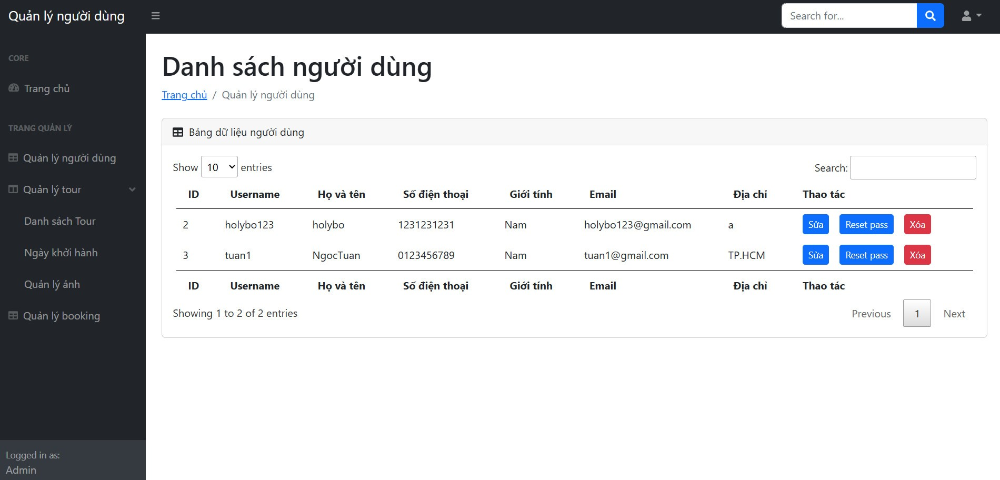 Quản lý người dùng
Search for...
CORE
Trang chủ
TRANG QUẢN LÝ
Quản lý người dùng
Quản lý tour
Danh sách Tour
Ngày khởi hành
Quản lý ảnh
Quản lý booking
Logged in as:
Admin
Danh sách người dùng
Trang chủ / Quản lý người dùng
Bảng dữ liệu người dùng
Show 10 entries
Search:
ID Username Họ và tên Số điện thoại Giới tính Email Địa chỉ Thao tác
2 holybo123 holybo 1231231231 Nam holybo123@gmail.com a Sửa Reset pass Xóa
3 tuan1 NgocTuan 0123456789 Nam tuan1@gmail.com TP.HCM Sửa Reset pass Xóa
ID Username Họ và tên Số điện thoại Giới tính Email Địa chỉ Thao tác
Showing 1 to 2 of 2 entries
Previous 1 Next